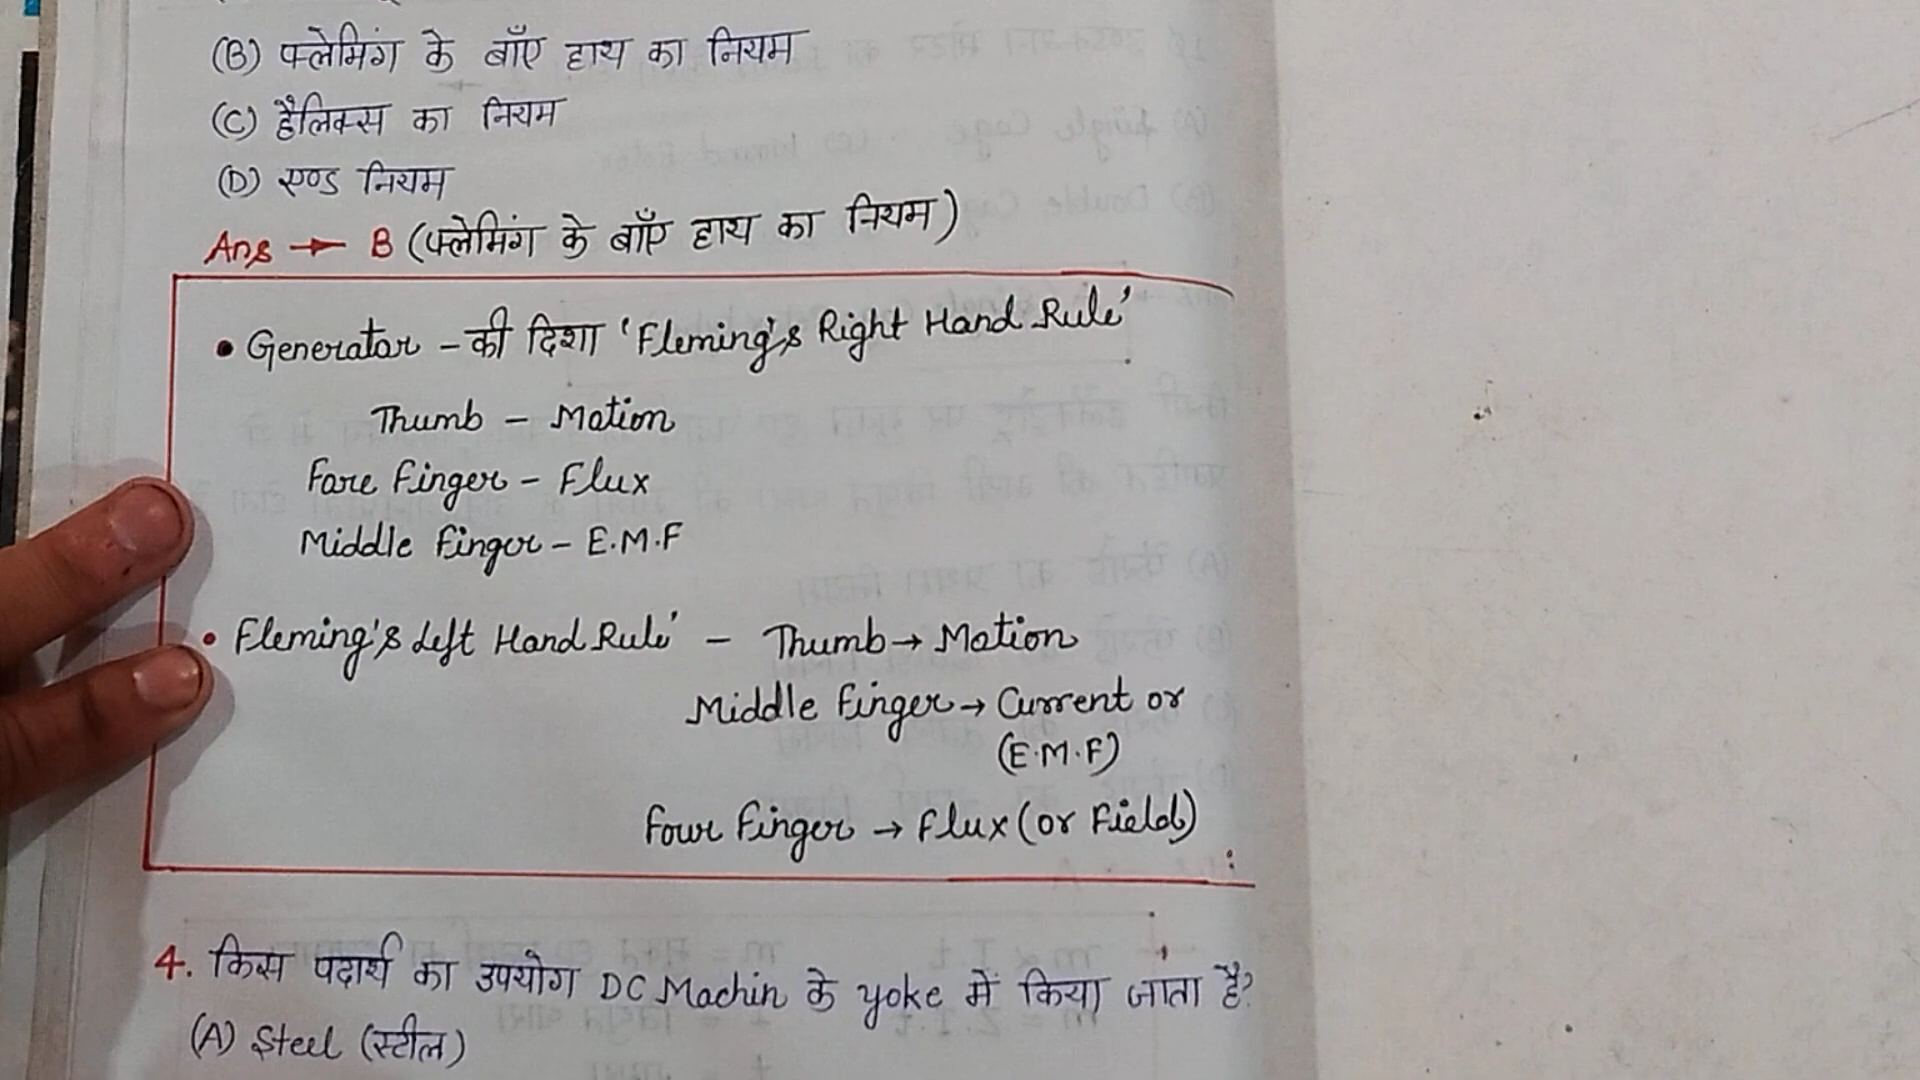 (B) फ्लेमिंग के बाँए हाथ का नियम
(C) हैलिक्स का नियम
(D) एण्ड नियम
Ans → B (फ्लेमिंग के बाँए हाथ का नियम)
• Generator - की दिशा 'Fleming's Right Hand Rule'
Thumb - Motion
Fore Finger - Flux
Middle Finger - E.M.F
• Fleming's Left Hand Rule' - Thumb → Motion
Middle Finger → Current or
(E.M.F)
Four Finger → Flux (or Field)
4. किस पदार्थ का उपयोग DC Machin के yoke में किया जाता है?
(A) Steel (स्टील)